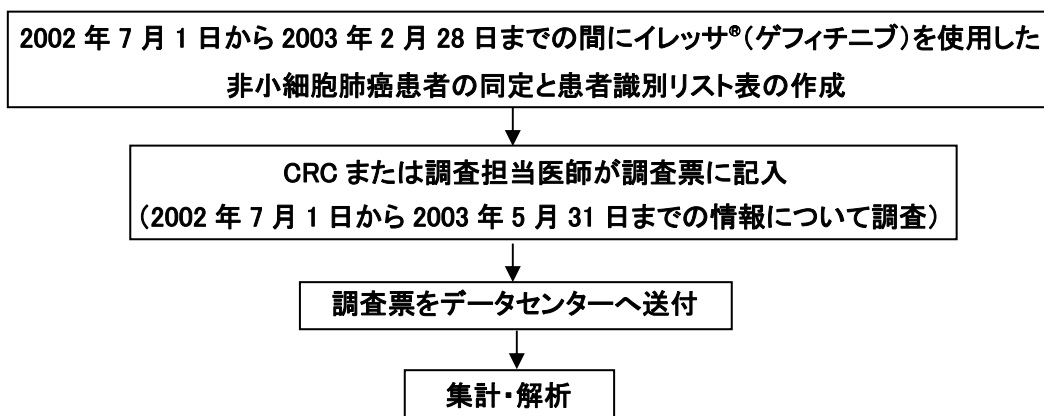 2002 年 7 月 1 日から 2003 年 2 月 28 日までの間にイレッサ®（ゲフィチニブ）を使用した
非小細胞肺癌患者の同定と患者識別リスト表の作成
CRC または調査担当医師が調査票に記入
（2002 年 7 月 1 日から 2003 年 5 月 31 日までの情報について調査）
調査票をデータセンターへ送付
集計・解析